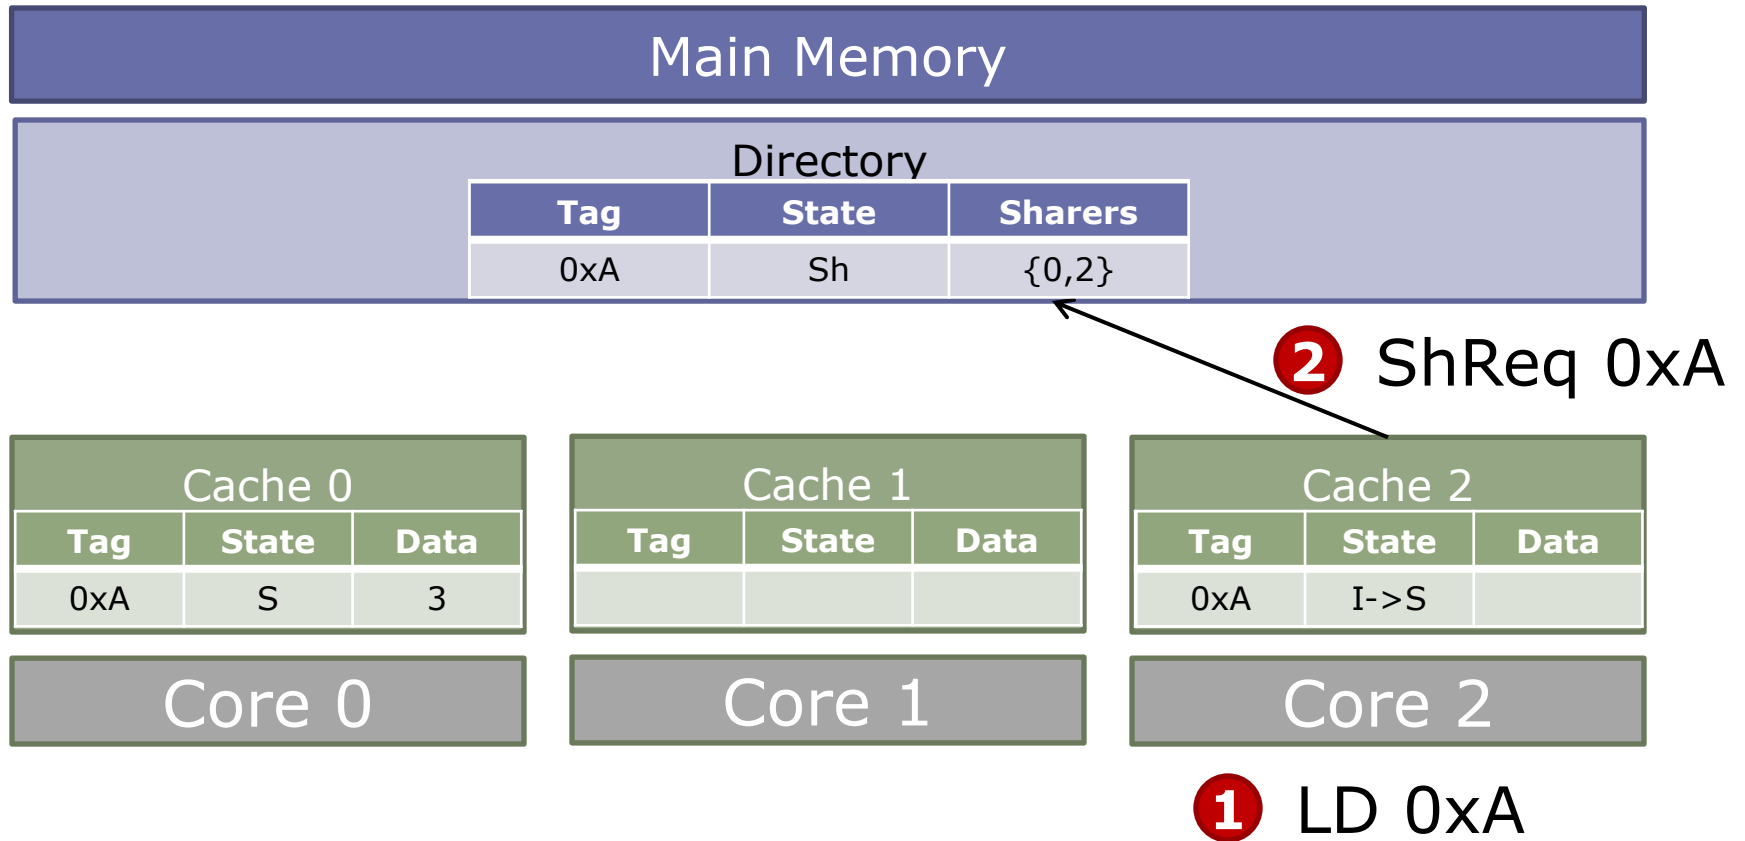 Main Memory
Directory
Tag State Sharers
0xA Sh {0,2}
2 ShReq 0xA
Cache 0 Cache 1 Cache 2
Tag State Data Tag State Data Tag State Data
0xA S 3 0xA I->S
Core 0 Core 1 Core 2
1 LD 0xA